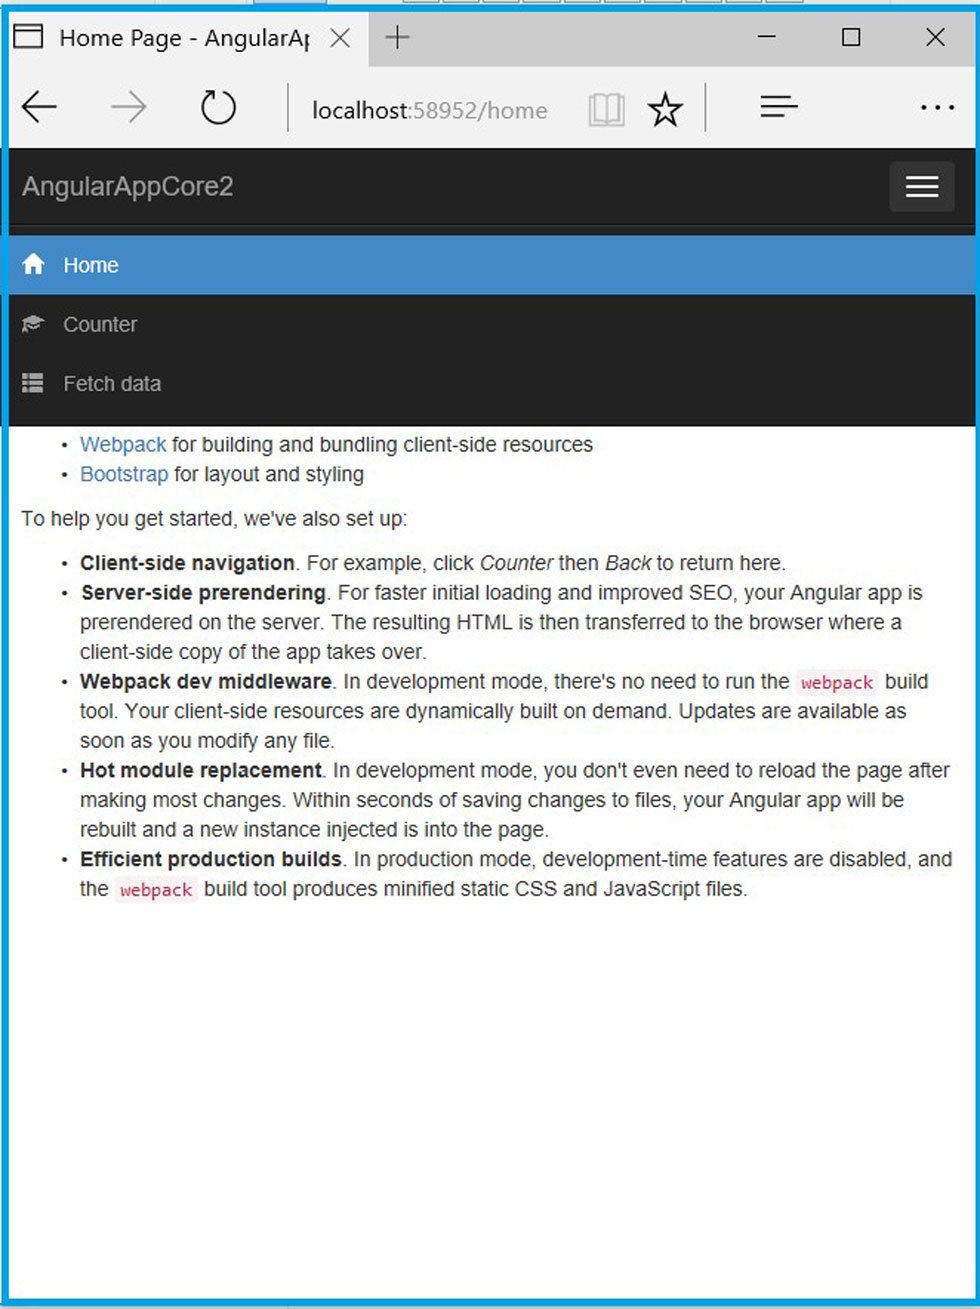 Home Page - AngularAp
localhost:58952/home
AngularAppCore2
Home
Counter
Fetch data
• Webpack for building and bundling client-side resources
• Bootstrap for layout and styling
To help you get started, we've also set up:
• Client-side navigation. For example, click Counter then Back to return here.
• Server-side prerendering. For faster initial loading and improved SEO, your Angular app is
prerendered on the server. The resulting HTML is then transferred to the browser where a
client-side copy of the app takes over.
• Webpack dev middleware. In development mode, there's no need to run the webpack build
tool. Your client-side resources are dynamically built on demand. Updates are available as
soon as you modify any file.
• Hot module replacement. In development mode, you don't even need to reload the page after
making most changes. Within seconds of saving changes to files, your Angular app will be
rebuilt and a new instance injected is into the page.
• Efficient production builds. In production mode, development-time features are disabled, and
the webpack build tool produces minified static CSS and JavaScript files.